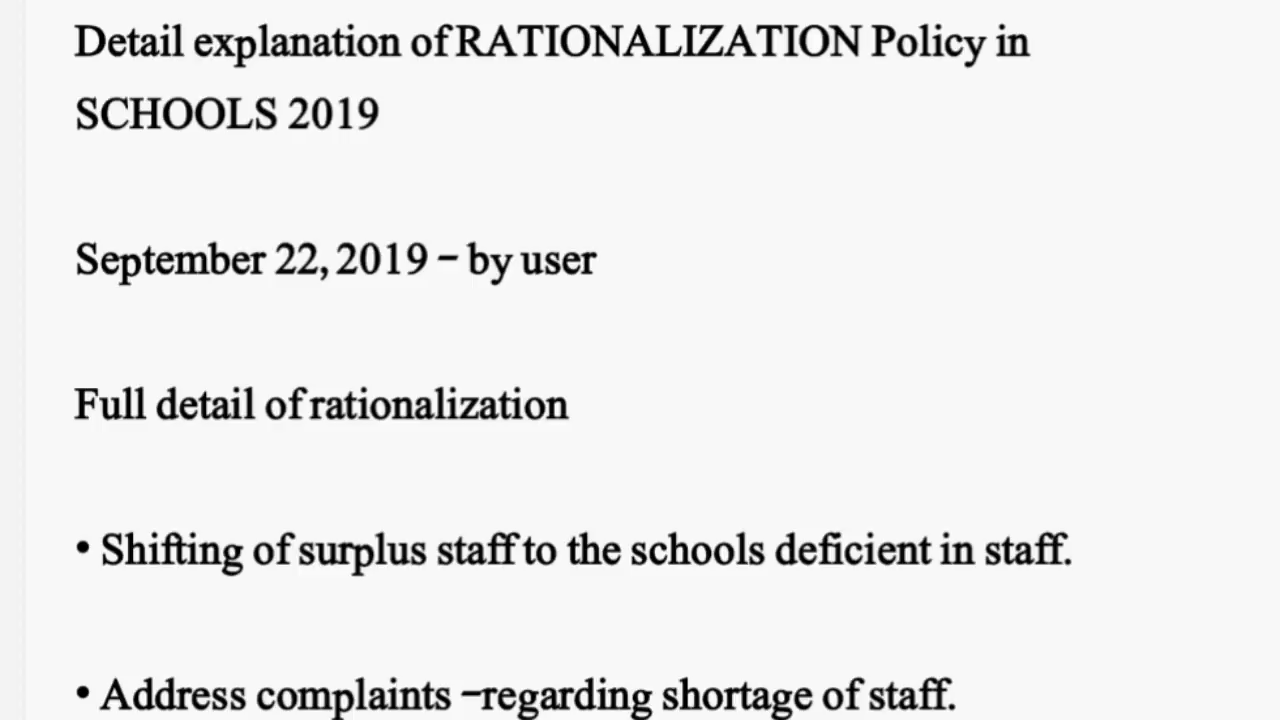 Detail explanation of RATIONALIZATION Policy in
SCHOOLS 2019
September 22, 2019 – by user
Full detail of rationalization
• Shifting of surplus staff to the schools deficient in staff.
• Address complaints –regarding shortage of staff.